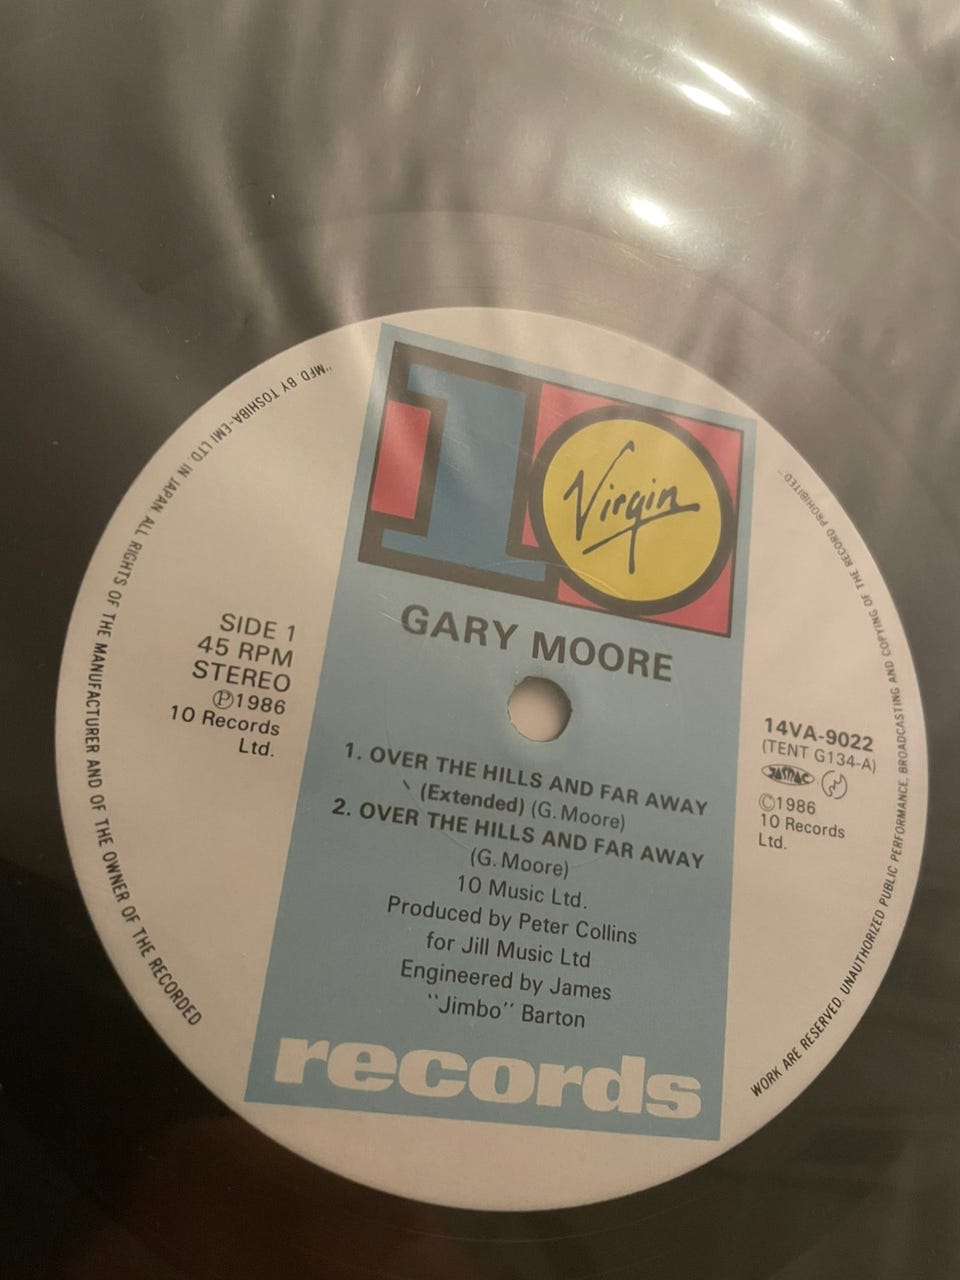 10
Virgin
GARY MOORE
SIDE 1
45 RPM
STEREO
℗1986
10 Records
Ltd.
14VA-9022
(TENT G134-A)
JASRAC
©1986
10 Records
Ltd.
1. OVER THE HILLS AND FAR AWAY
(Extended) (G. Moore)
2. OVER THE HILLS AND FAR AWAY
(G. Moore)
10 Music Ltd.
Produced by Peter Collins
for Jill Music Ltd
Engineered by James
"Jimbo" Barton
records
"MFD. BY TOSHIBA-EMI LTD. IN JAPAN ALL RIGHTS OF THE MANUFACTURER AND OF THE OWNER OF THE RECORDED
WORK ARE RESERVED. UNAUTHORIZED PUBLIC PERFORMANCE, BROADCASTING AND COPYING OF THE RECORD PROHIBITED"